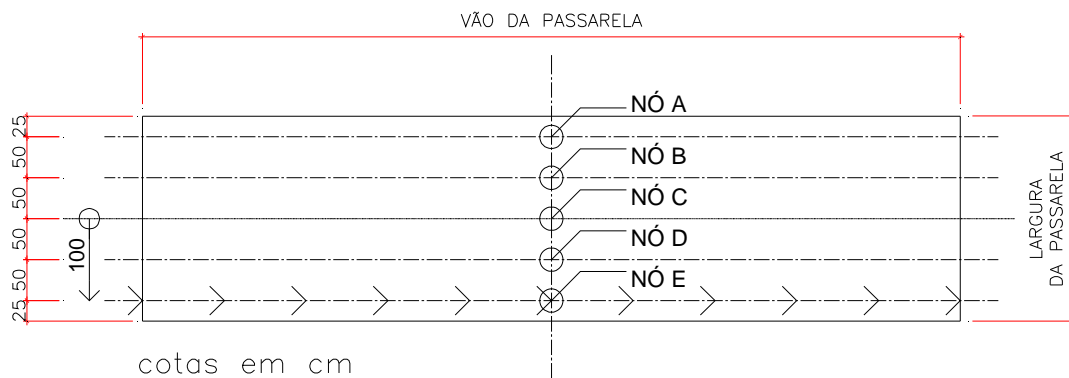 VÃO DA PASSARELA
NÓ A
NÓ B
NÓ C
NÓ D
NÓ E
25
50
50
50
50
25
100
LARGURA
DA PASSARELA
cotas em cm